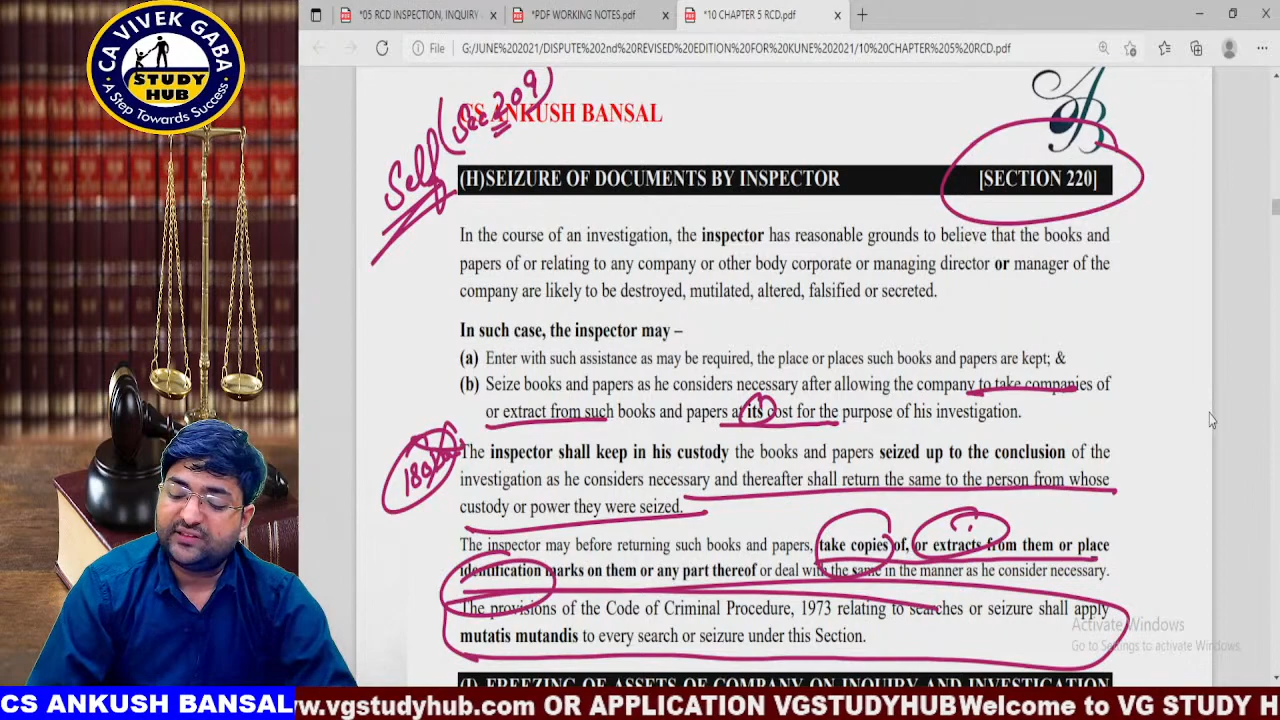 CA VIVEK GABA
STUDY
HUB
A Step Towards Success
*05 RCD INSPECTION, INQUIRY
*PDF WORKING NOTES.pdf
*10 CHAPTER 5 RCD.pdf
File
G:/JUNE%202021/DISPUTE%202nd%20REVISED%20EDITION%20FOR%20KUNE%20
1/10%20CHAPTER%205%20RCD.pdf
Self (Sec 209)
CS ANKUSH BANSAL
(H)SEIZURE OF DOCUMENTS BY INSPECTOR [SECTION 220]
In the course of an investigation, the inspector has reasonable grounds to believe that the books and
papers of or relating to any company or other body corporate or managing director or manager of the
company are likely to be destroyed, mutilated, altered, falsified or secreted.
In such case, the inspector may –
(a) Enter with such assistance as may be required, the place or places such books and papers are kept; &
(b) Seize books and papers as he considers necessary after allowing the company to take companies of
or extract from such books and papers at its cost for the purpose of his investigation.
The inspector shall keep in his custody the books and papers seized up to the conclusion of the
investigation as he considers necessary and thereafter shall return the same to the person from whose
custody or power they were seized.
The inspector may before returning such books and papers, take copies of, or extracts from them or place
identification marks on them or any part thereof or deal with the same in the manner as he consider necessary.
The provisions of the Code of Criminal Procedure, 1973 relating to searches or seizure shall apply
mutatis mutandis to every search or seizure under this Section.
Activate Windows
Go to Settings to activate Windows.
(I) FREEZING OF ASSETS OF COMPANY ON INQUIRY AND INVESTIGATION
CS ANKUSH BANSAL
ww.vgstudyhub.com OR APPLICATION VGSTUDYHUB
Welcome to VG STUDY H